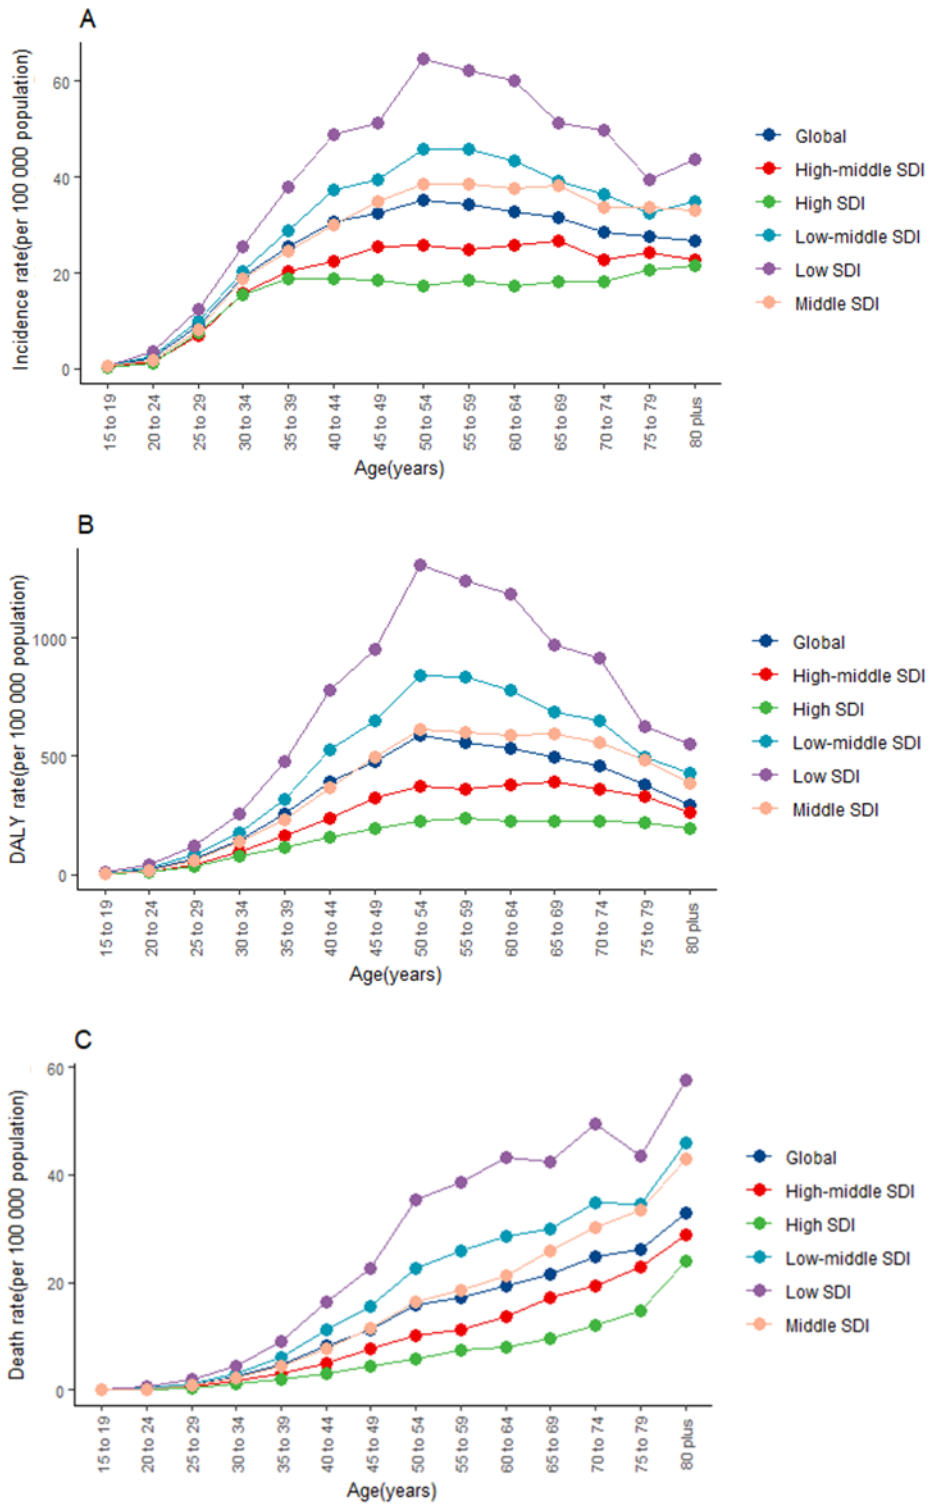 A
Incidence rate(per 100 000 population)
60
40
20
0
15 to 19
20 to 24
25 to 29
30 to 34
35 to 39
40 to 44
45 to 49
50 to 54
55 to 59
60 to 64
65 to 69
70 to 74
75 to 79
80 plus
Age(years)
Global
High-middle SDI
High SDI
Low-middle SDI
Low SDI
Middle SDI
B
DALY rate(per 100 000 population)
1000
500
0
15 to 19
20 to 24
25 to 29
30 to 34
35 to 39
40 to 44
45 to 49
50 to 54
55 to 59
60 to 64
65 to 69
70 to 74
75 to 79
80 plus
Age(years)
Global
High-middle SDI
High SDI
Low-middle SDI
Low SDI
Middle SDI
C
Death rate(per 100 000 population)
60
40
20
0
15 to 19
20 to 24
25 to 29
30 to 34
35 to 39
40 to 44
45 to 49
50 to 54
55 to 59
60 to 64
65 to 69
70 to 74
75 to 79
80 plus
Age(years)
Global
High-middle SDI
High SDI
Low-middle SDI
Low SDI
Middle SDI